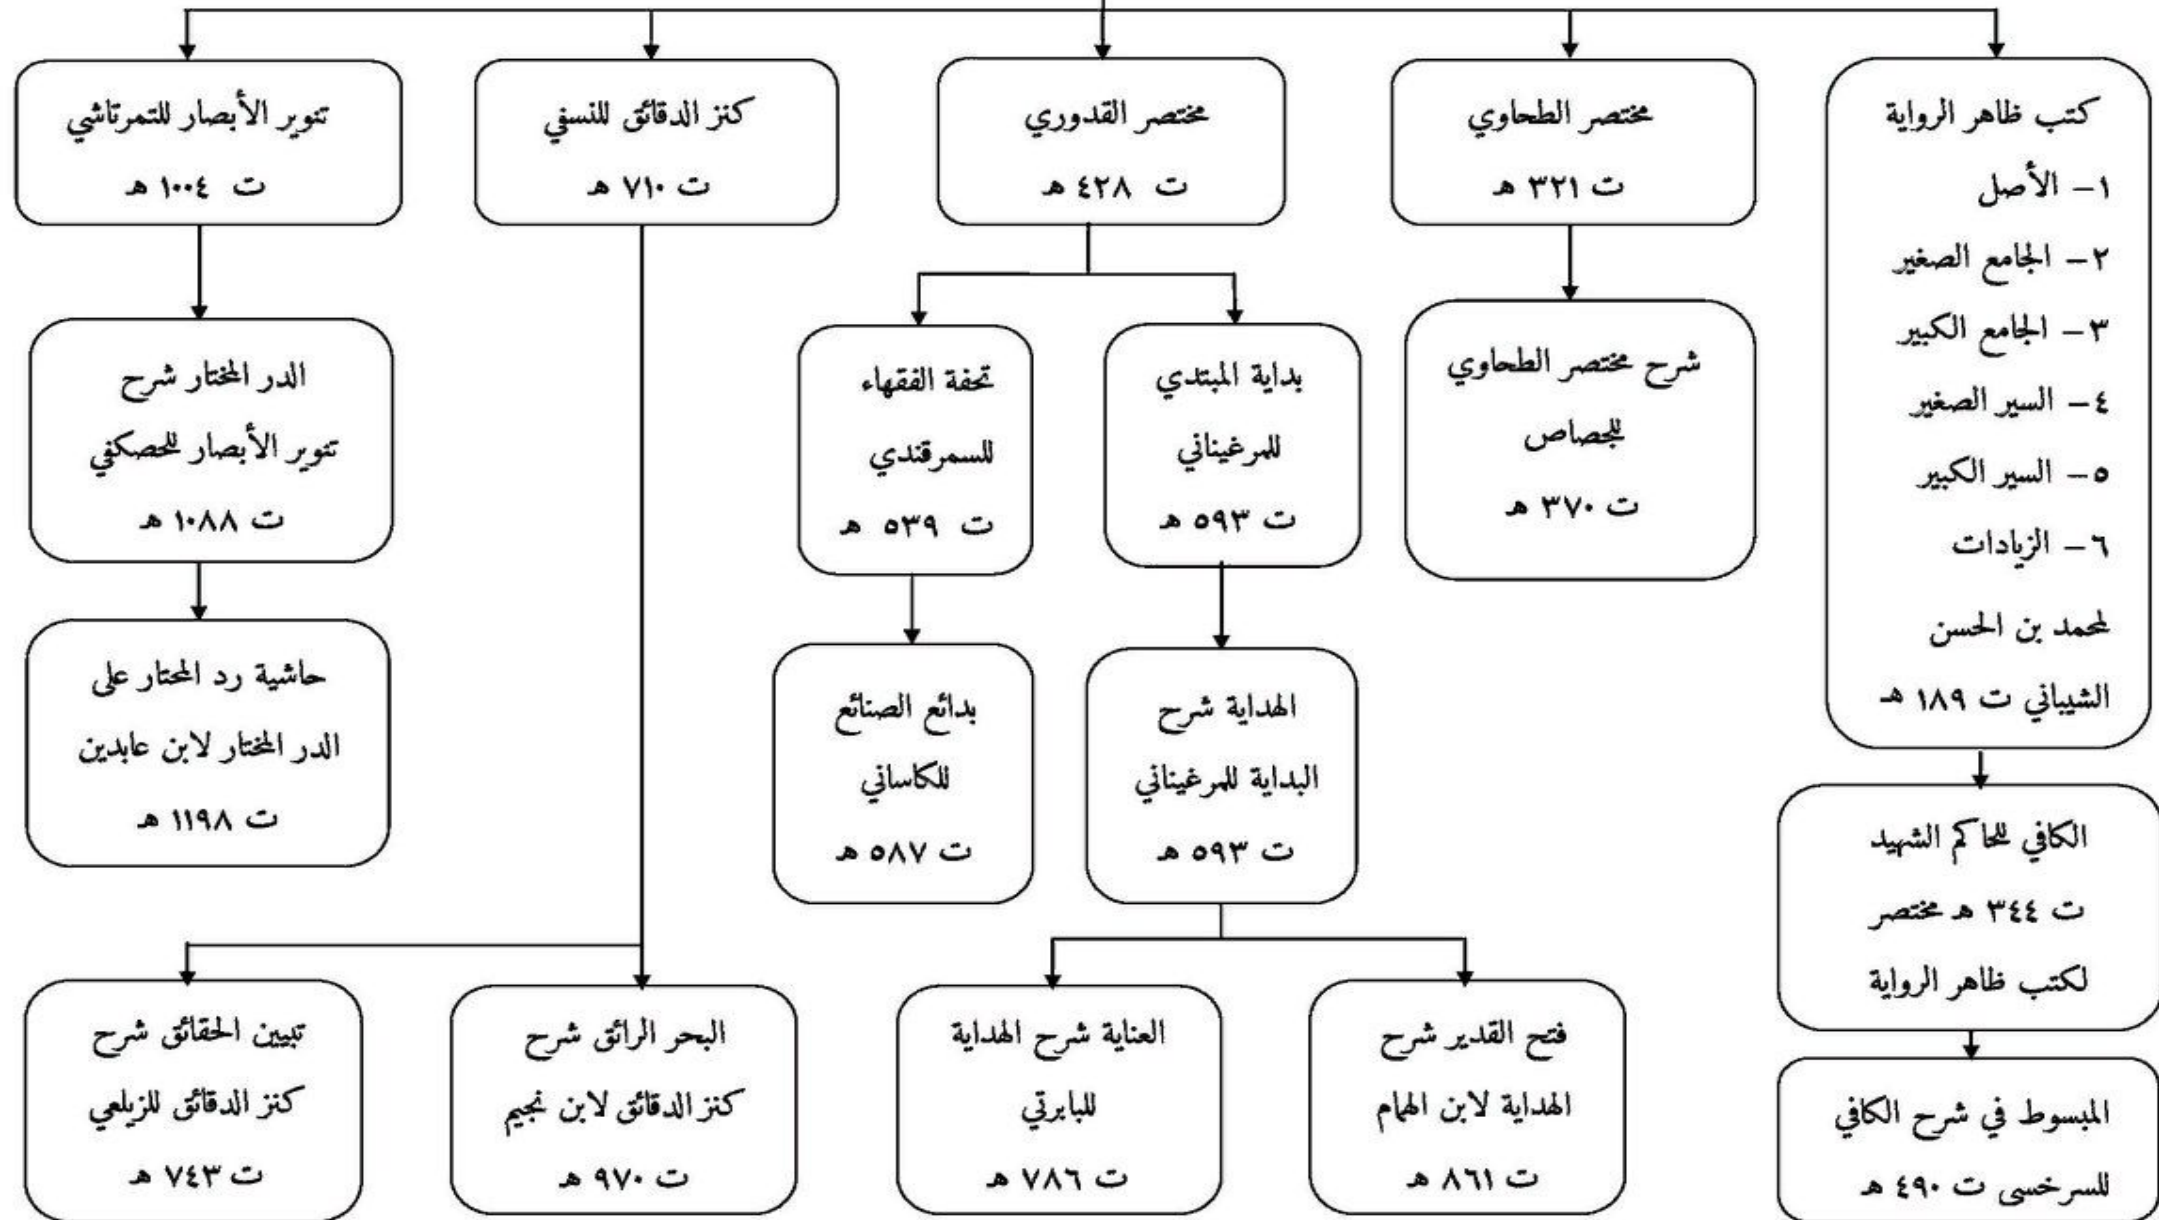 كتب ظاهر الرواية
١– الأصل
٢– الجامع الصغير
٣– الجامع الكبير
٤– السير الصغير
٥– السير الكبير
٦– الزيادات
لمحمد بن الحسن
الشيباني ت ١٨٩ هـ
الكافي للحاكم الشهيد
ت ٣٤٤ هـ مختصر
لكتب ظاهر الرواية
المبسوط في شرح الكافي
للسرخسي ت ٤٩٠ هـ
مختصر الطحاوي
ت ٣٢١ هـ
شرح مختصر الطحاوي
للجصاص
ت ٣٧٠ هـ
مختصر القدوري
ت ٤٢٨ هـ
بداية المبتدي
للمرغيناني
ت ٥٩٣ هـ
الهداية شرح
البداية للمرغيناني
ت ٥٩٣ هـ
فتح القدير شرح
الهداية لابن الهمام
ت ٨٦١ هـ
العناية شرح الهداية
للبابرتي
ت ٧٨٦ هـ
تحفة الفقهاء
للسمرقندي
ت ٥٣٩ هـ
بدائع الصنائع
للكاساني
ت ٥٨٧ هـ
كنز الدقائق للنسفي
ت ٧١٠ هـ
البحر الرائق شرح
كنز الدقائق لابن نجيم
ت ٩٧٠ هـ
تبيين الحقائق شرح
كنز الدقائق للزيلعي
ت ٧٤٣ هـ
تنوير الأبصار للتمرتاشي
ت ١٠٠٤ هـ
الدر المختار شرح
تنوير الأبصار للحصكفي
ت ١٠٨٨ هـ
حاشية رد المحتار على
الدر المختار لابن عابدين
ت ١١٩٨ هـ